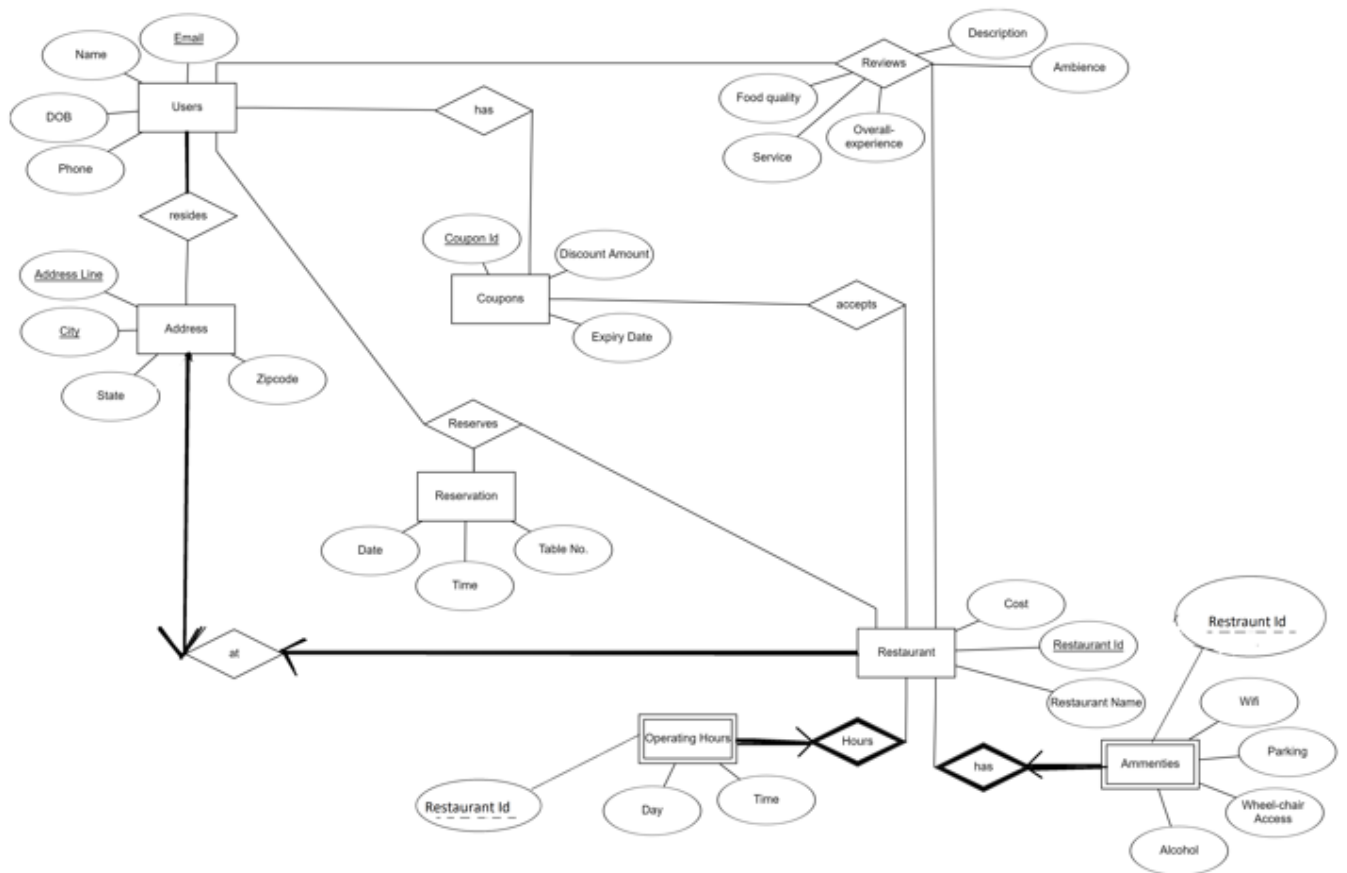 Description
Email
Name
Reviews
Ambience
Food quality
Users
has
DOB
Overall-
experience
Service
Phone
resides
Coupon Id
Discount Amount
Address Line
Coupons
accepts
City
Address
Expiry Date
State
Zipcode
Reserves
Reservation
Date
Table No.
Time
Cost
Restraunt Id
at
Restaurant
Restaurant Id
Restaurant Name
Wifi
Operating Hours
Hours
Parking
has
Ammenties
Restaurant Id
Day
Time
Wheel-chair
Access
Alcohol